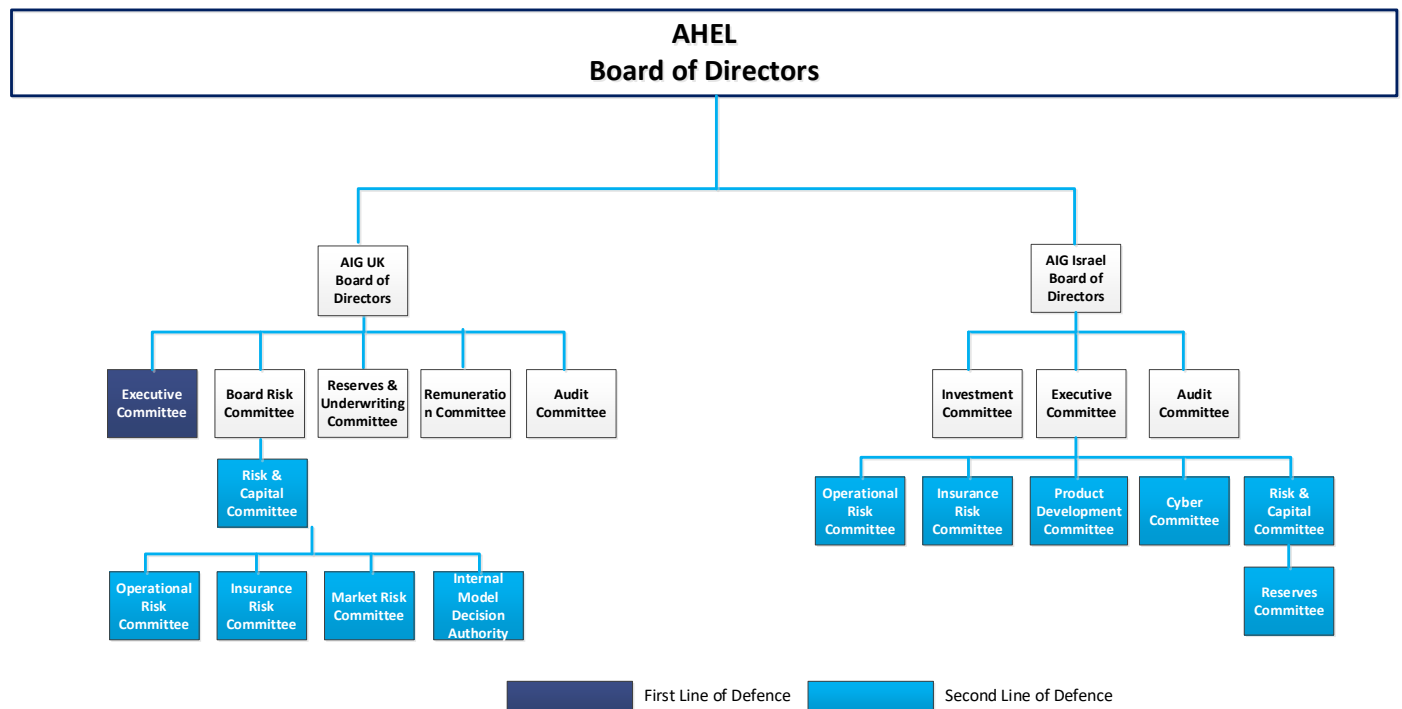 AHEL
Board of Directors
AIG UK
Board of
Directors
AIG Israel
Board of
Directors
Executive
Committee
Board Risk
Committee
Reserves &
Underwriting
Committee
Remuneratio
n Committee
Audit
Committee
Investment
Committee
Executive
Committee
Audit
Committee
Risk &
Capital
Committee
Operational
Risk
Committee
Insurance
Risk
Committee
Product
Development
Committee
Cyber
Committee
Risk &
Capital
Committee
Operational
Risk
Committee
Insurance
Risk
Committee
Market Risk
Committee
Internal
Model
Decision
Authority
Reserves
Committee
First Line of Defence
Second Line of Defence